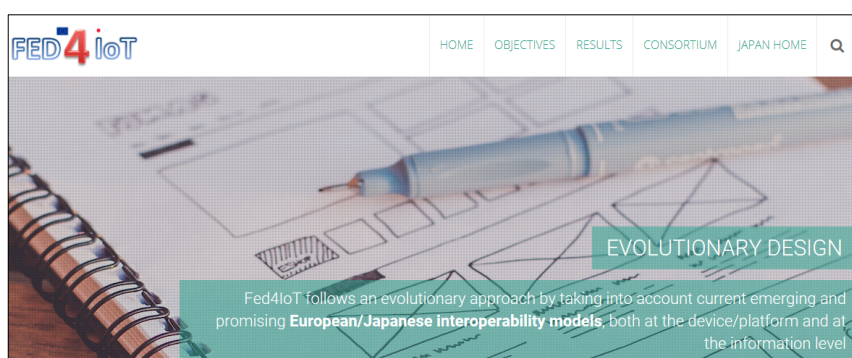 FED4IoT
HOME OBJECTIVES RESULTS CONSORTIUM JAPAN HOME
EVOLUTIONARY DESIGN
Fed4IoT follows an evolutionary approach by taking into account current emerging and
promising European/Japanese interoperability models, both at the device/platform and at
the information level